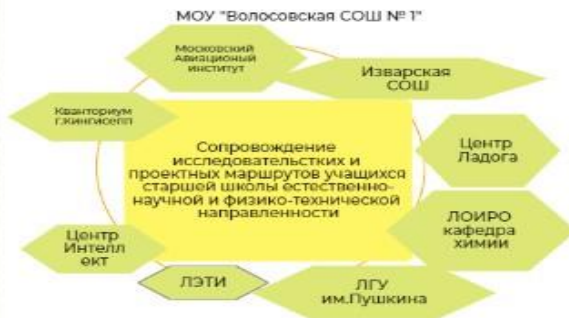 МОУ "Волосовская СОШ № 1"
Московский
Авиационный
институт
Изварская
СОШ
Кванториум
г.Кингисепп
Сопровождение
исследовательстких и
проектных маршрутов учащихся
старшей школы естественно-
научной и физико-технической
направленности
Центр
Ладога
ЛОИРО
кафедра
химии
Центр
Интелл
ект
ЛЭТИ
ЛГУ
им.Пушкина